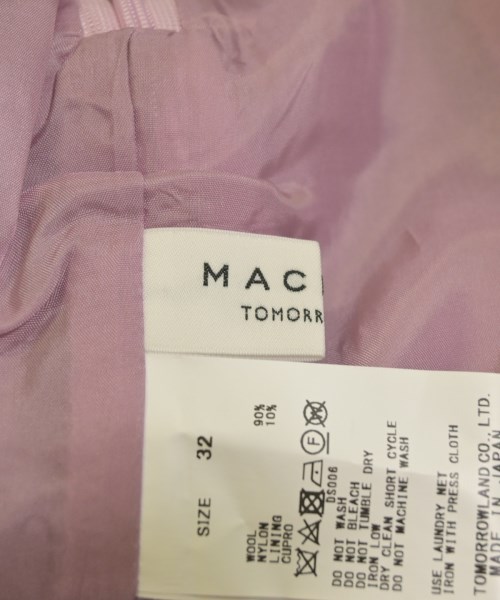 MAC
TOMORR
SIZE 32
WOOL 90%
NYLON 10%
LINING
CUPRO
DS006
DO NOT WASH
DO NOT BLEACH
DO NOT TUMBLE DRY
IRON LOW
DRY CLEAN SHORT CYCLE
DO NOT MACHINE WASH
USE LAUNDRY NET
IRON WITH PRESS CLOTH
TOMORROWLAND CO., LTD.
MADE IN JAPAN